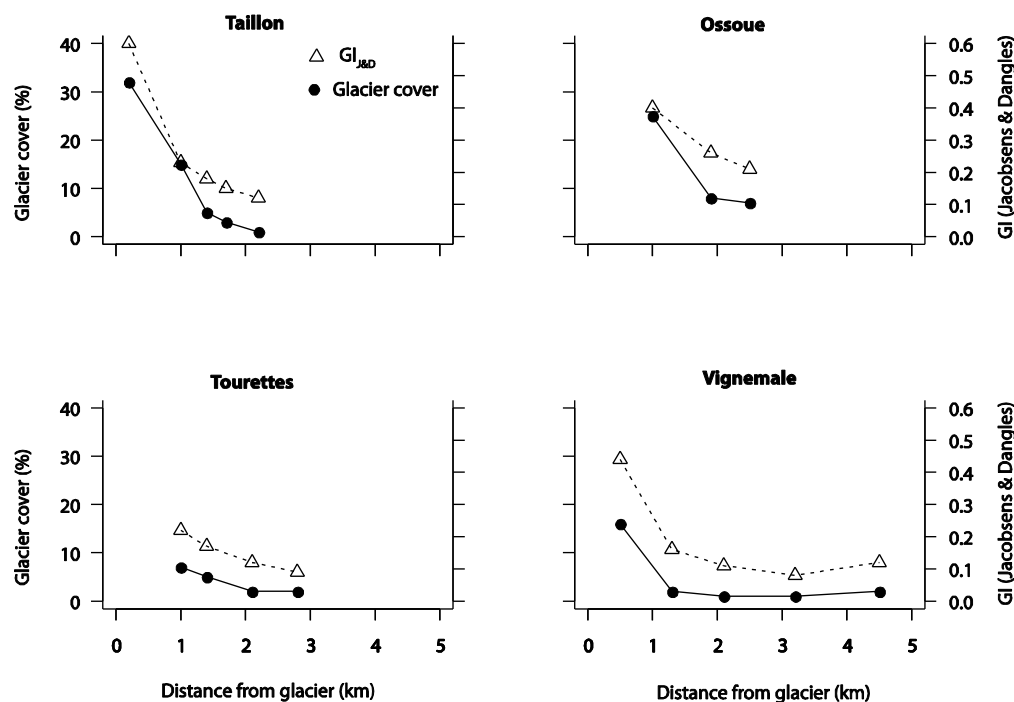 Taillon
Ossoue
40
30
20
10
0
Glacier cover (%)
GI J&D
Glacier cover
0.6
0.5
0.4
0.3
0.2
0.1
0.0
GI (Jacobsens & Dangles)
Tourettes
Vignemale
40
30
20
10
0
Glacier cover (%)
0.6
0.5
0.4
0.3
0.2
0.1
0.0
GI (Jacobsens & Dangles)
0 1 2 3 4 5
0 1 2 3 4 5
Distance from glacier (km)
Distance from glacier (km)